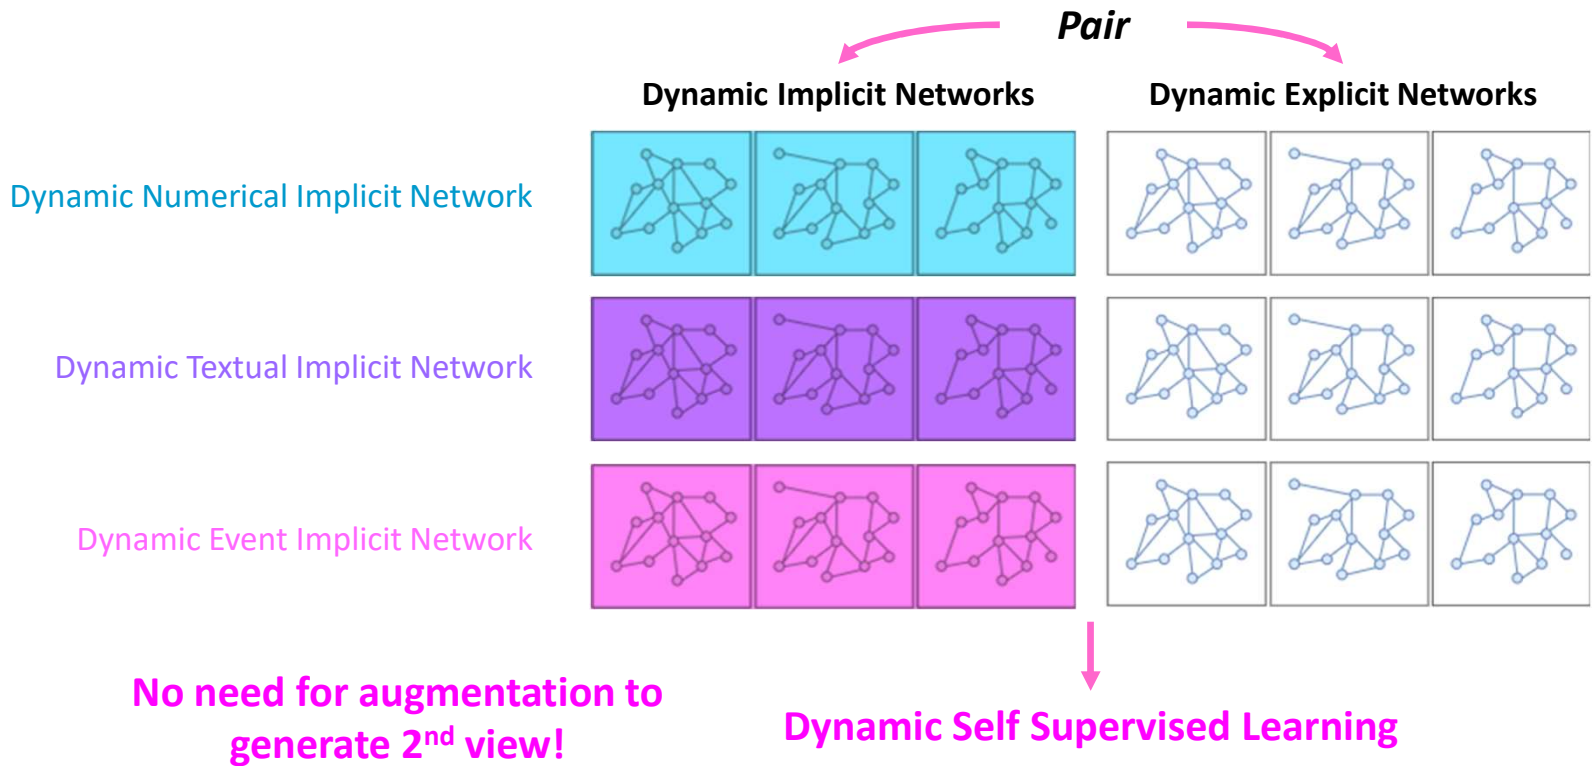 Pair
Dynamic Implicit Networks
Dynamic Explicit Networks
Dynamic Numerical Implicit Network
Dynamic Textual Implicit Network
Dynamic Event Implicit Network
No need for augmentation to
generate 2nd view!
Dynamic Self Supervised Learning